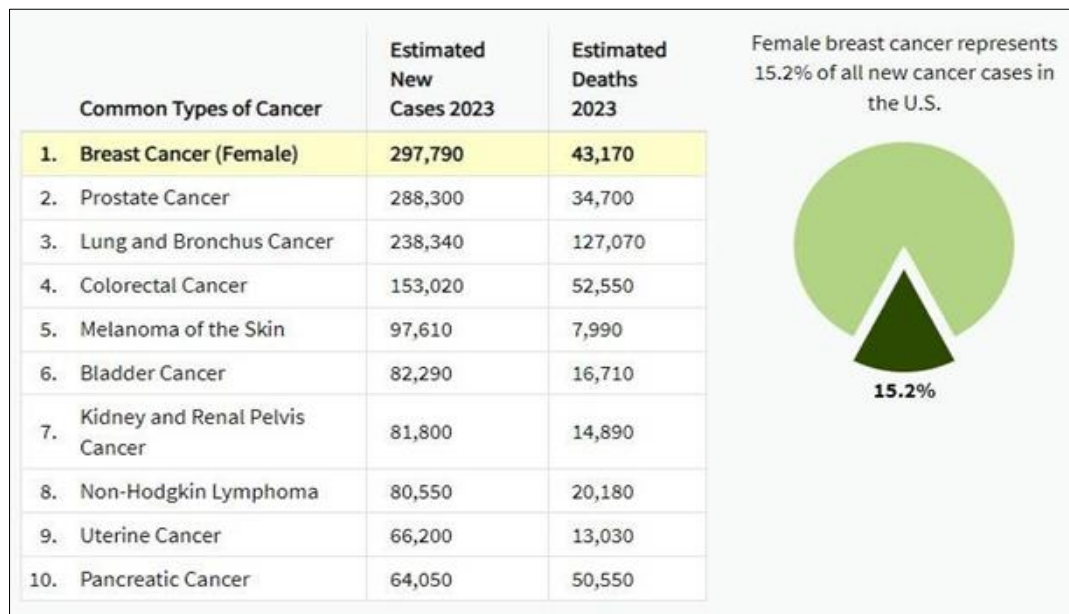 Common Types of Cancer Estimated New Cases 2023 Estimated Deaths 2023
1. Breast Cancer (Female) 297,790 43,170
2. Prostate Cancer 288,300 34,700
3. Lung and Bronchus Cancer 238,340 127,070
4. Colorectal Cancer 153,020 52,550
5. Melanoma of the Skin 97,610 7,990
6. Bladder Cancer 82,290 16,710
7. Kidney and Renal Pelvis Cancer 81,800 14,890
8. Non-Hodgkin Lymphoma 80,550 20,180
9. Uterine Cancer 66,200 13,030
10. Pancreatic Cancer 64,050 50,550
Female breast cancer represents
15.2% of all new cancer cases in
the U.S.
15.2%